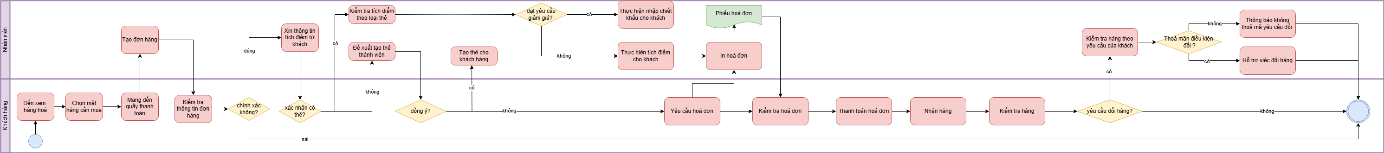 Nhân viên
Khách hàng
Đến xem
hàng hoá
Chọn mặt
hàng cần mua
Mang đến
quầy thanh
toán
Tạo đơn hàng
Kiểm tra
thông tin đơn
hàng
chính xác
không?
đúng
sai
Xin thông tin
tích điểm từ
khách
xác nhận có
thẻ?
có
không
Kiểm tra tích điểm
theo loại thẻ
Đề xuất tạo thẻ
thành viên
đồng ý?
có
không
Tạo thẻ cho
khách hàng
đạt yêu cầu
giảm giá?
có
không
Thực hiện nhập chiết
khấu cho khách
Thực hiện tích điểm
cho khách
Yêu cầu hoá đơn
In hoá đơn
Phiếu hoá đơn
Kiểm tra hoá đơn
Thanh toán hoá đơn
Nhận hàng
Kiểm tra hàng
yêu cầu đổi hàng?
có
không
Kiểm tra hàng theo
yêu cầu của khách
Thoả mãn điều kiện
đổi ?
không
có
Thông báo không
thoả mã yêu cầu đổi
Hỗ trợ việc đổi hàng